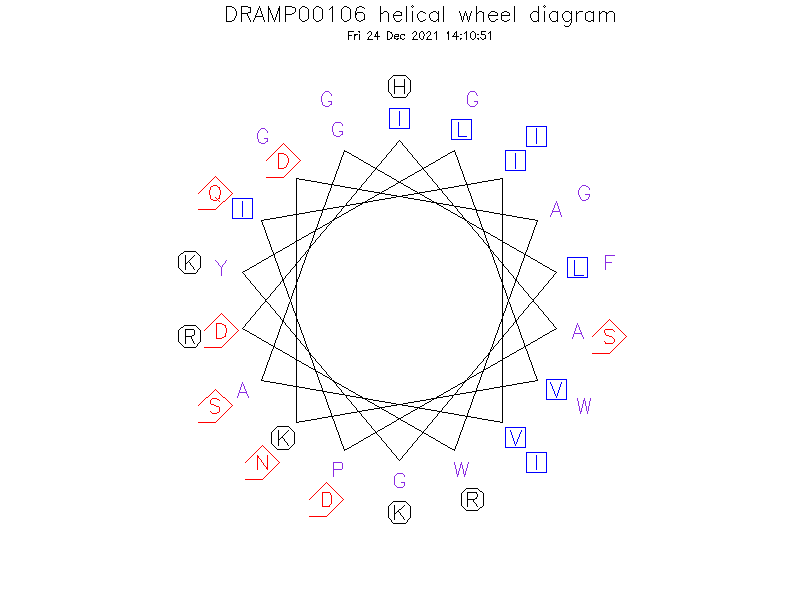 DRAMP00106 helical wheel diagram
Fri 24 Dec 2021 14:10:51
H
G G
I
G L
G I
D I
Q G
I A
K Y L F
R D A S
A V
S W
K V
N I
P W
G
D R
K